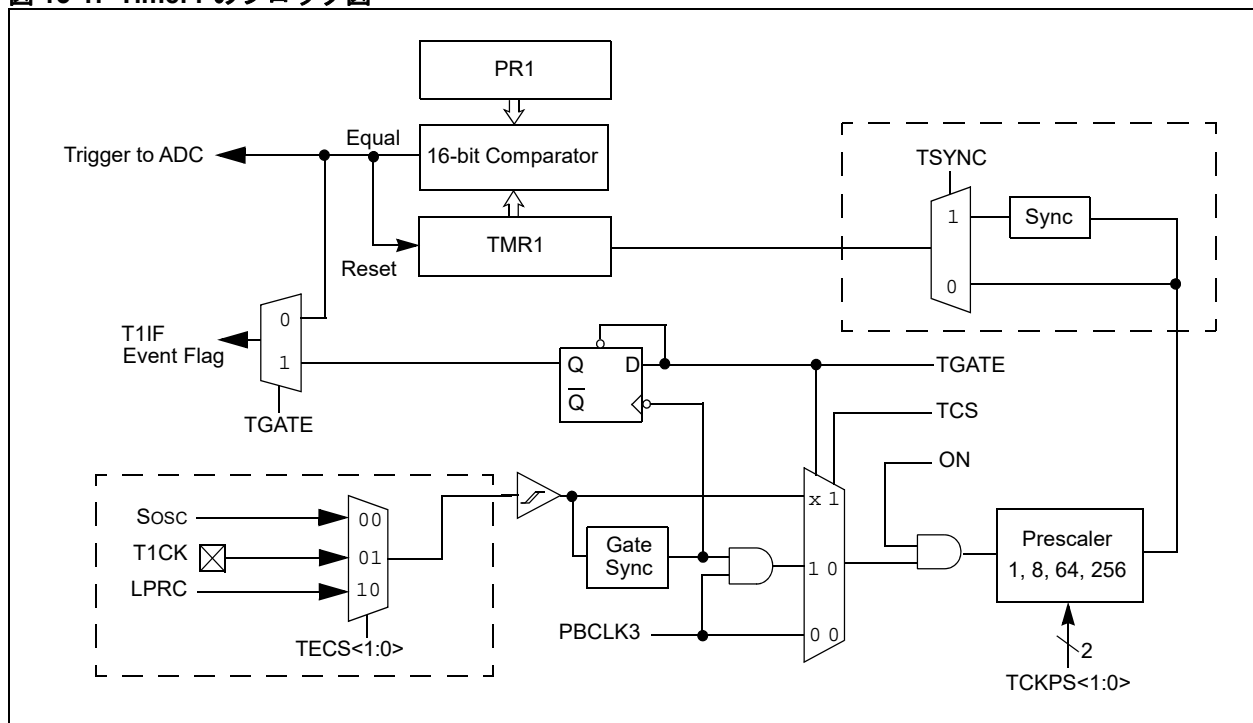 PR1
Equal
16-bit Comparator
Trigger to ADC
TSYNC
1
Sync
TMR1
Reset
0
0
T1IF
Event Flag
1
Q
D
TGATE
Q
TCS
TGATE
ON
SOSC
00
x 1
T1CK
01
Gate
Sync
Prescaler
1, 8, 64, 256
LPRC
10
1 0
PBCLK3
0 0
TECS<1:0>
2
TCKPS<1:0>